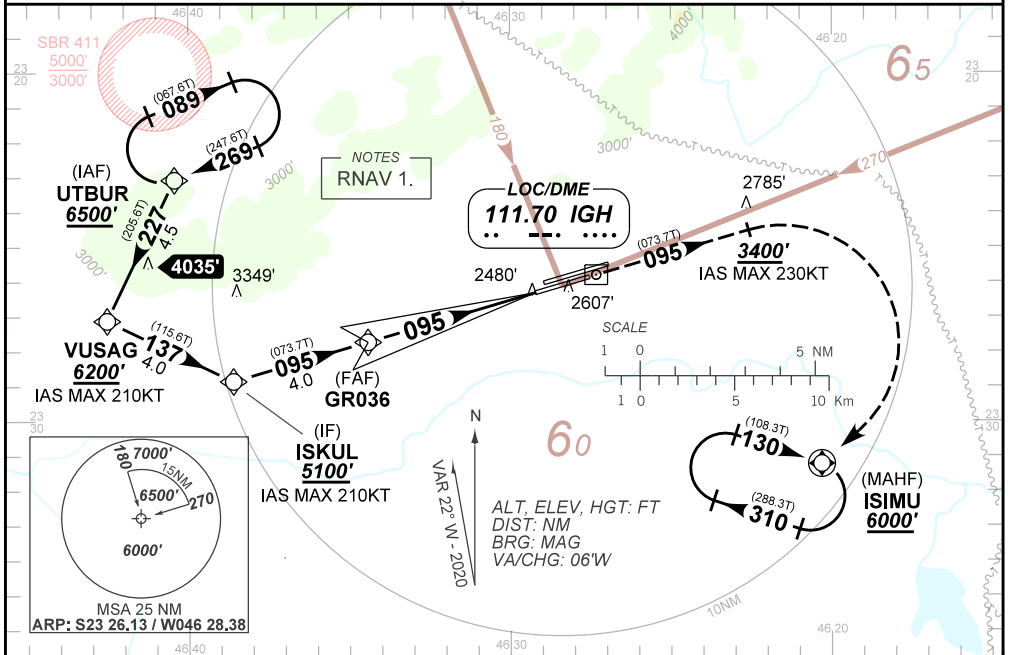 46 40
46 30
46 20
SBR 411
5000'
3000'
4000'
65
23
20
23
20
(067.6T)
089
(247.6T)
269
180
270
3000'
3000'
NOTES
RNAV 1.
(IAF)
UTBUR
6500'
LOC/DME
111.70 IGH
2785'
(205.6T)
227
4.5
3000'
4035'
3349'
2480'
2607'
(073.7T)
095
3400'
IAS MAX 230KT
VUSAG
6200'
IAS MAX 210KT
(115.6T)
137
4.0
(073.7T)
095
4.0
095
(FAF)
GR036
SCALE
1 0 5 NM
1 0 5 10 Km
23
30
23
30
(IF)
ISKUL
5100'
IAS MAX 210KT
60
N
VAR 22° W - 2020
(108.3T)
130
(288.3T)
310
(MAHF)
ISIMU
6000'
ALT, ELEV, HGT: FT
DIST: NM
BRG: MAG
VA/CHG: 06'W
7000'
180
15NM
6500'
270
6000'
MSA 25 NM
ARP: S23 26.13 / W046 28.38
10NM
46 40
46 30
46 20